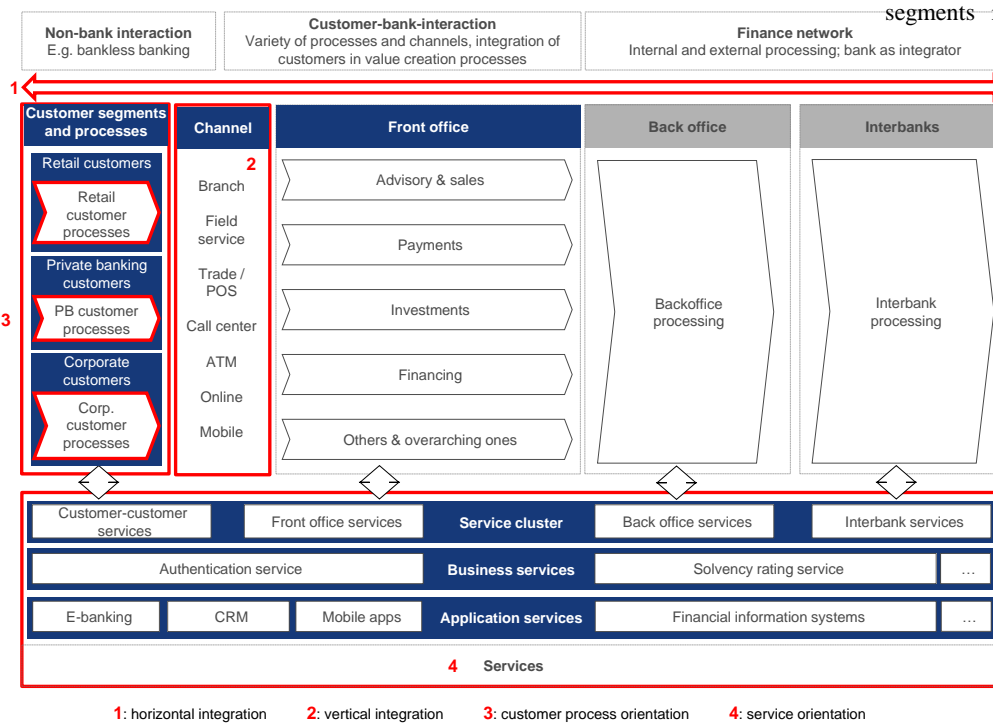 segments
Non-bank interaction
E.g. bankless banking
Customer-bank-interaction
Variety of processes and channels, integration of
customers in value creation processes
Finance network
Internal and external processing; bank as integrator
1
Customer segments
and processes
Channel
Front office
Back office
Interbanks
2
3
Retail customers
Retail
customer
processes
Private banking
customers
PB customer
processes
Corporate
customers
Corp.
customer
processes
Branch
Field
service
Trade /
POS
Call center
ATM
Online
Mobile
Advisory & sales
Payments
Investments
Financing
Others & overarching ones
Backoffice
processing
Interbank
processing
Customer-customer
services
Front office services
Service cluster
Back office services
Interbank services
Authentication service
Business services
Solvency rating service
…
E-banking
CRM
Mobile apps
Application services
Financial information systems
…
4 Services
1: horizontal integration
2: vertical integration
3: customer process orientation
4: service orientation